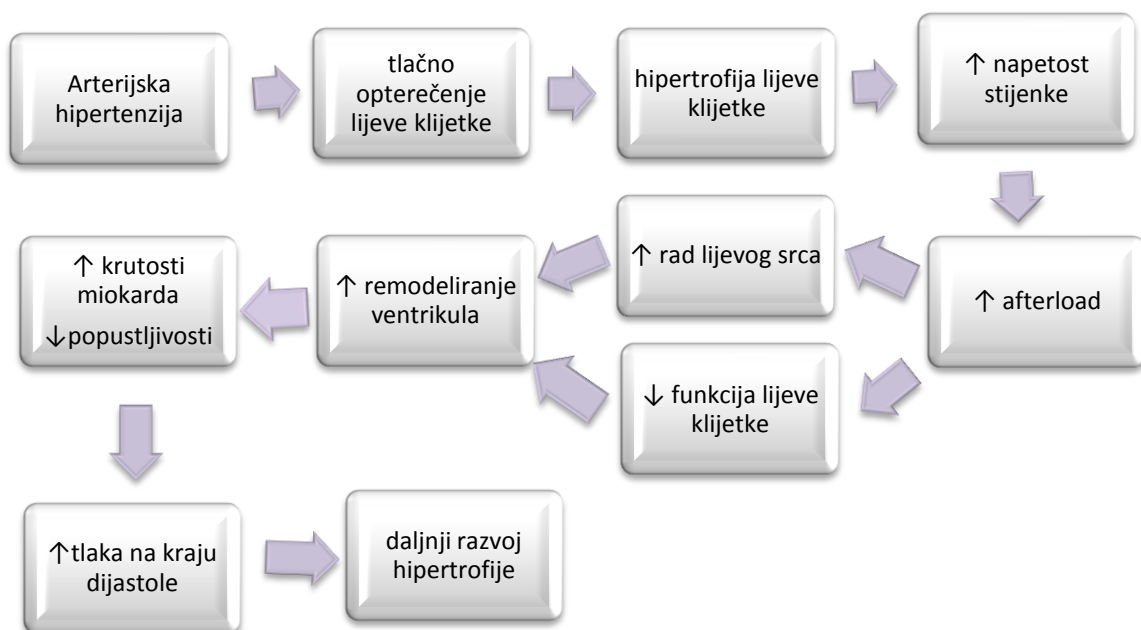 Arterijska
hipertenzija
tlačno
opterečenje
lijeve klijetke
hipertrofija lijeve
klijetke
↑ napetost
stijenke
↑ afterload
↑ rad lijevog srca
↓ funkcija lijeve
klijetke
↑ remodeliranje
ventrikula
↑ krutosti
miokarda
↓popustljivosti
↑tlaka na kraju
dijastole
daljnji razvoj
hipertrofije